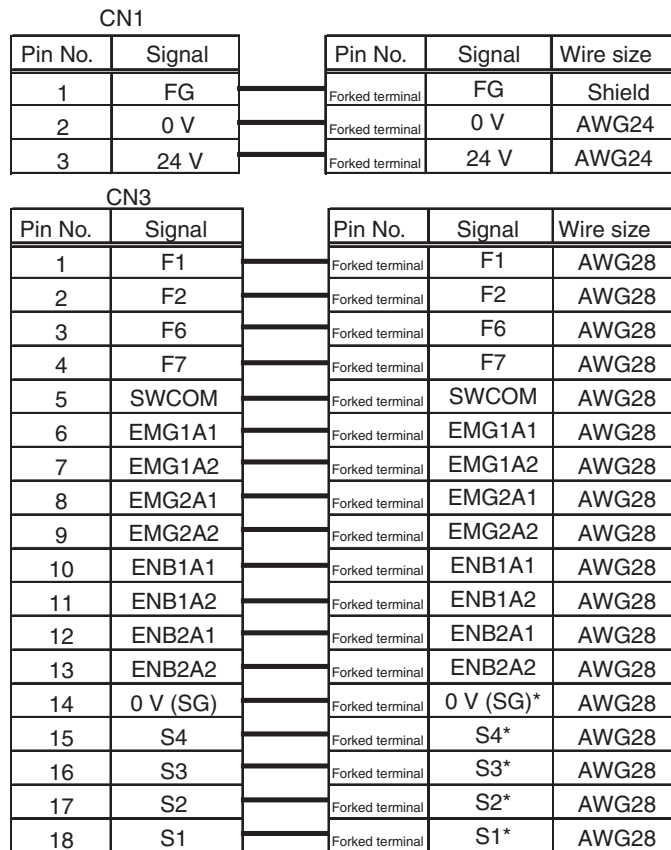 CN1
Pin No. Signal Pin No. Signal Wire size
1 FG Forked terminal FG Shield
2 0 V Forked terminal 0 V AWG24
3 24 V Forked terminal 24 V AWG24
CN3
Pin No. Signal Pin No. Signal Wire size
1 F1 Forked terminal F1 AWG28
2 F2 Forked terminal F2 AWG28
3 F6 Forked terminal F6 AWG28
4 F7 Forked terminal F7 AWG28
5 SWCOM Forked terminal SWCOM AWG28
6 EMG1A1 Forked terminal EMG1A1 AWG28
7 EMG1A2 Forked terminal EMG1A2 AWG28
8 EMG2A1 Forked terminal EMG2A1 AWG28
9 EMG2A2 Forked terminal EMG2A2 AWG28
10 ENB1A1 Forked terminal ENB1A1 AWG28
11 ENB1A2 Forked terminal ENB1A2 AWG28
12 ENB2A1 Forked terminal ENB2A1 AWG28
13 ENB2A2 Forked terminal ENB2A2 AWG28
14 0 V (SG) Forked terminal 0 V (SG)* AWG28
15 S4 Forked terminal S4* AWG28
16 S3 Forked terminal S3* AWG28
17 S2 Forked terminal S2* AWG28
18 S1 Forked terminal S1* AWG28